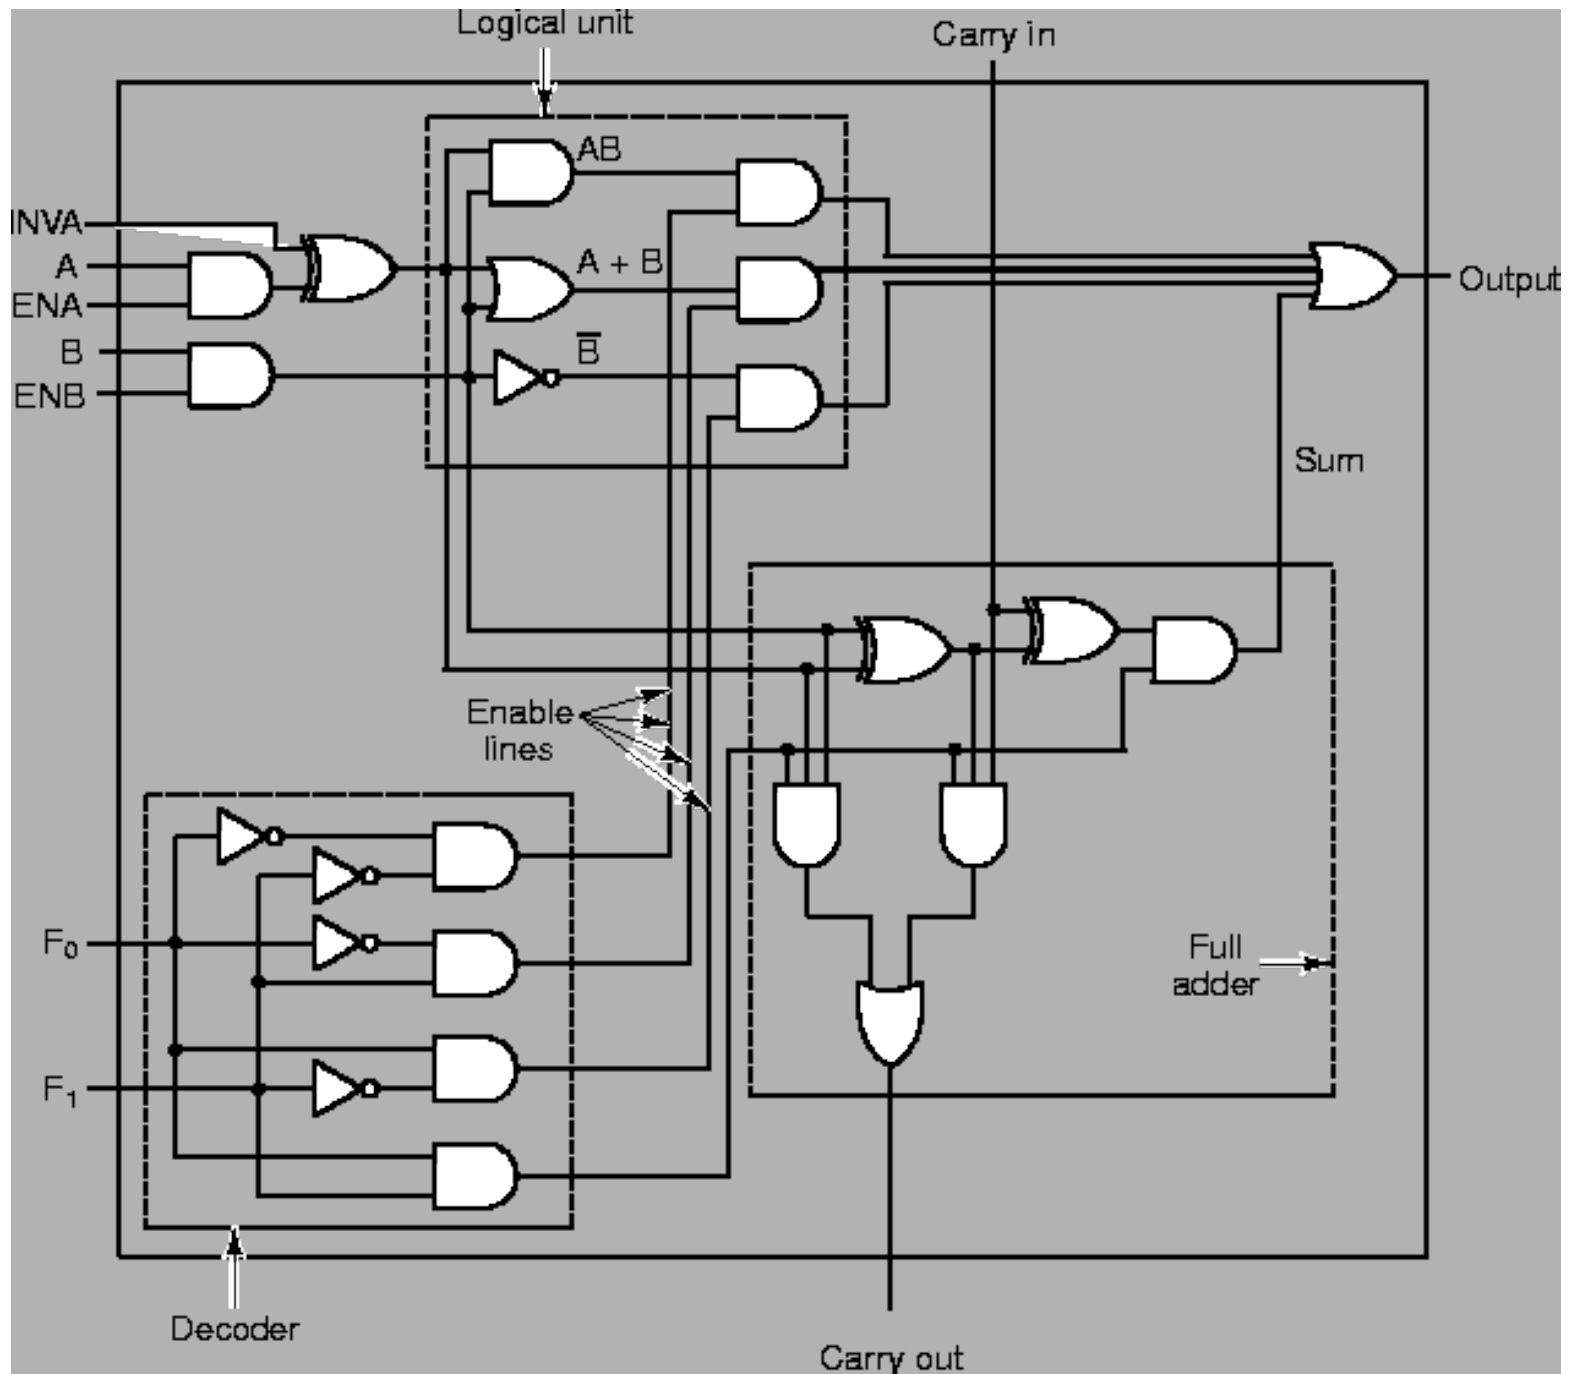 Logical unit
Carry in
AB
INVA
A
A + B
ENA
Output
B
B̅
ENB
Sum
Enable
lines
F₀
Full
adder
F₁
Decoder
Carry out